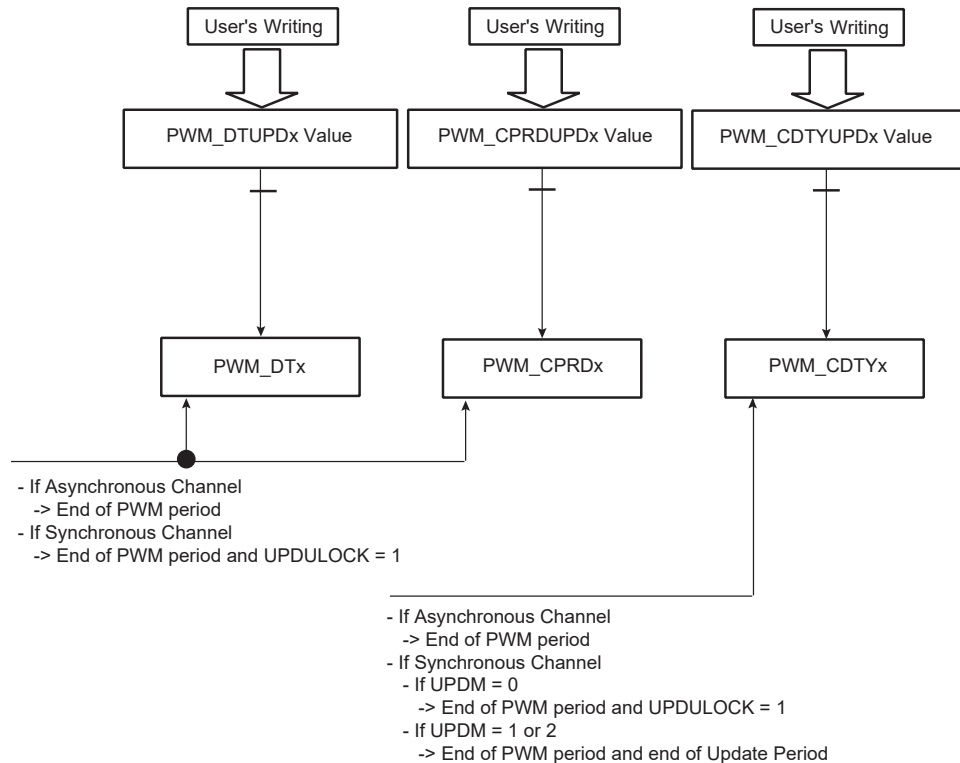 User's Writing
User's Writing
User's Writing
PWM_DTUPDx Value
PWM_CPRDUPDx Value
PWM_CDTYUPDx Value
PWM_DTx
PWM_CPRDx
PWM_CDTYx
- If Asynchronous Channel
-> End of PWM period
- If Synchronous Channel
-> End of PWM period and UPDULOCK = 1
- If Asynchronous Channel
-> End of PWM period
- If Synchronous Channel
- If UPDM = 0
-> End of PWM period and UPDULOCK = 1
- If UPDM = 1 or 2
-> End of PWM period and end of Update Period